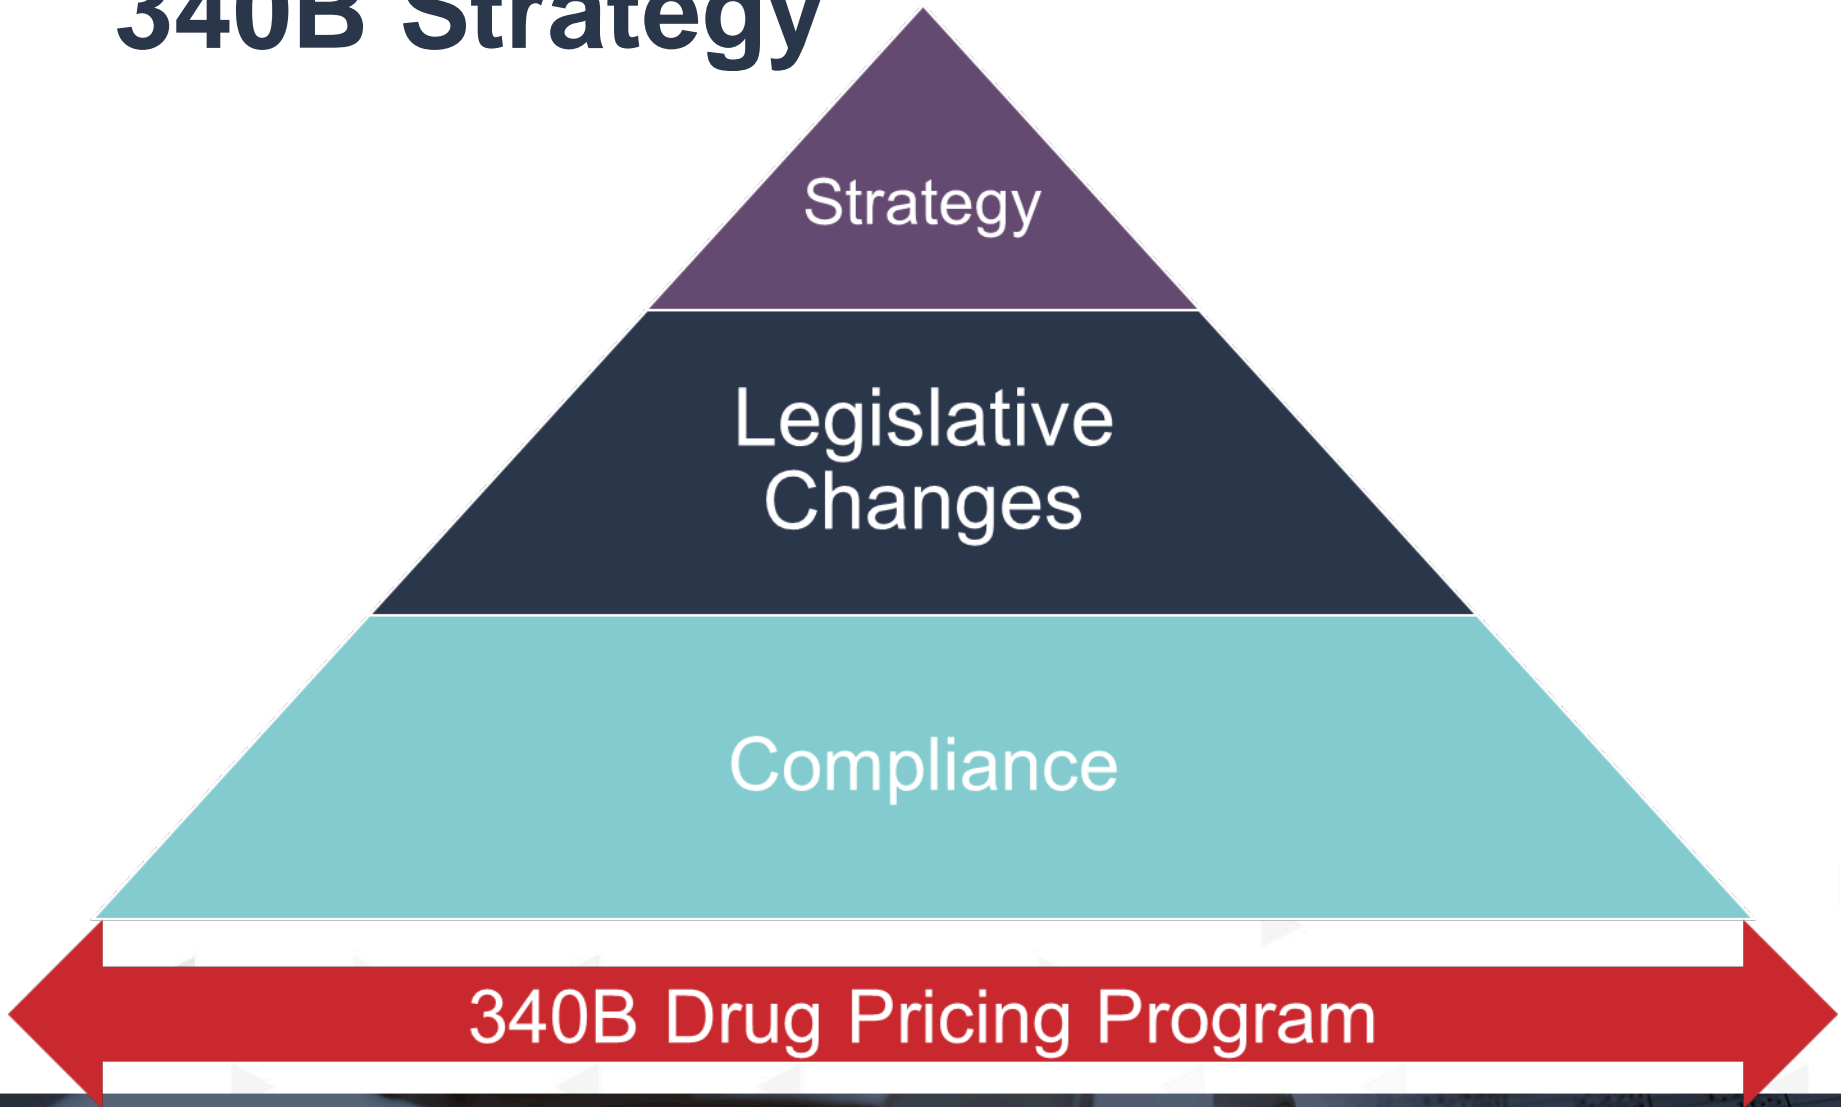 340B Strategy
Strategy
Legislative
Changes
Compliance
340B Drug Pricing Program